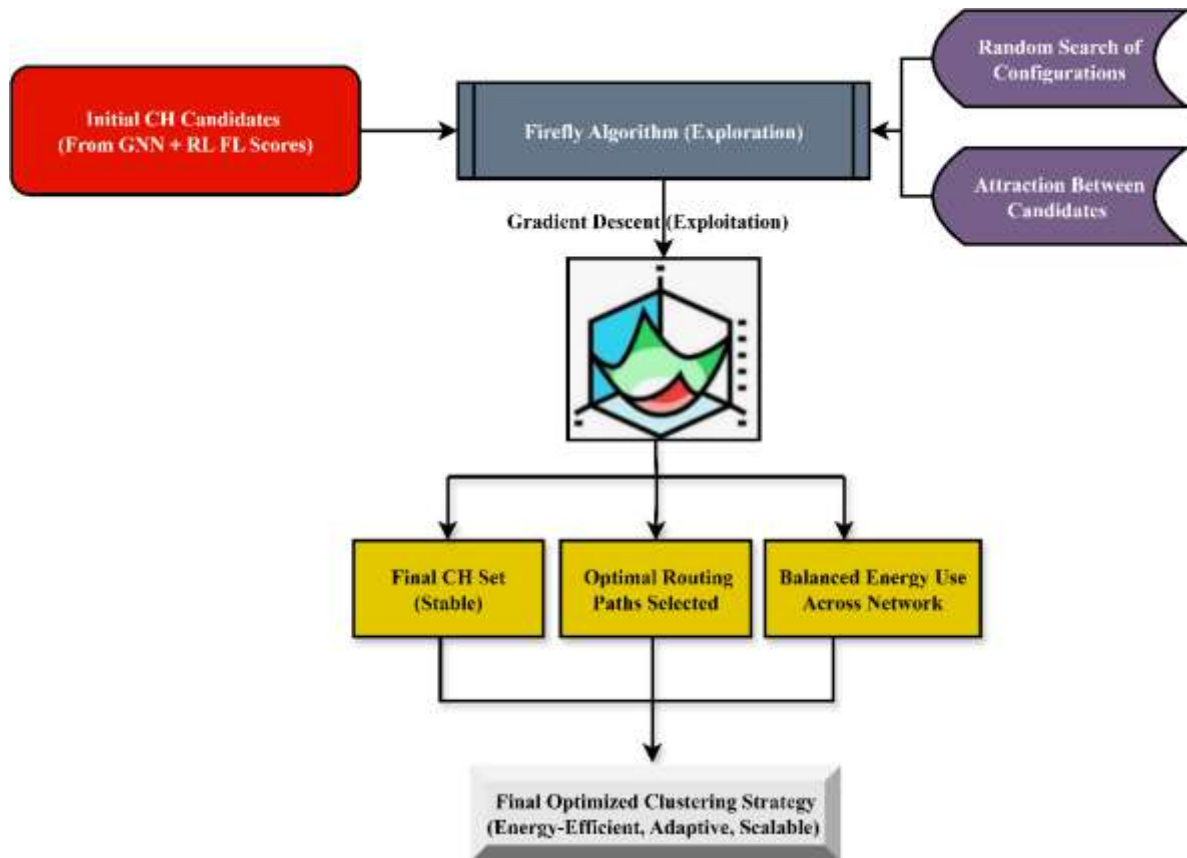 Initial CH Candidates
(From GNN + RL FL Scores)
Firefly Algorithm (Exploration)
Random Search of
Configurations
Attraction Between
Candidates
Gradient Descent (Exploitation)
Final CH Set
(Stable)
Optimal Routing
Paths Selected
Balanced Energy Use
Across Network
Final Optimized Clustering Strategy
(Energy-Efficient, Adaptive, Scalable)